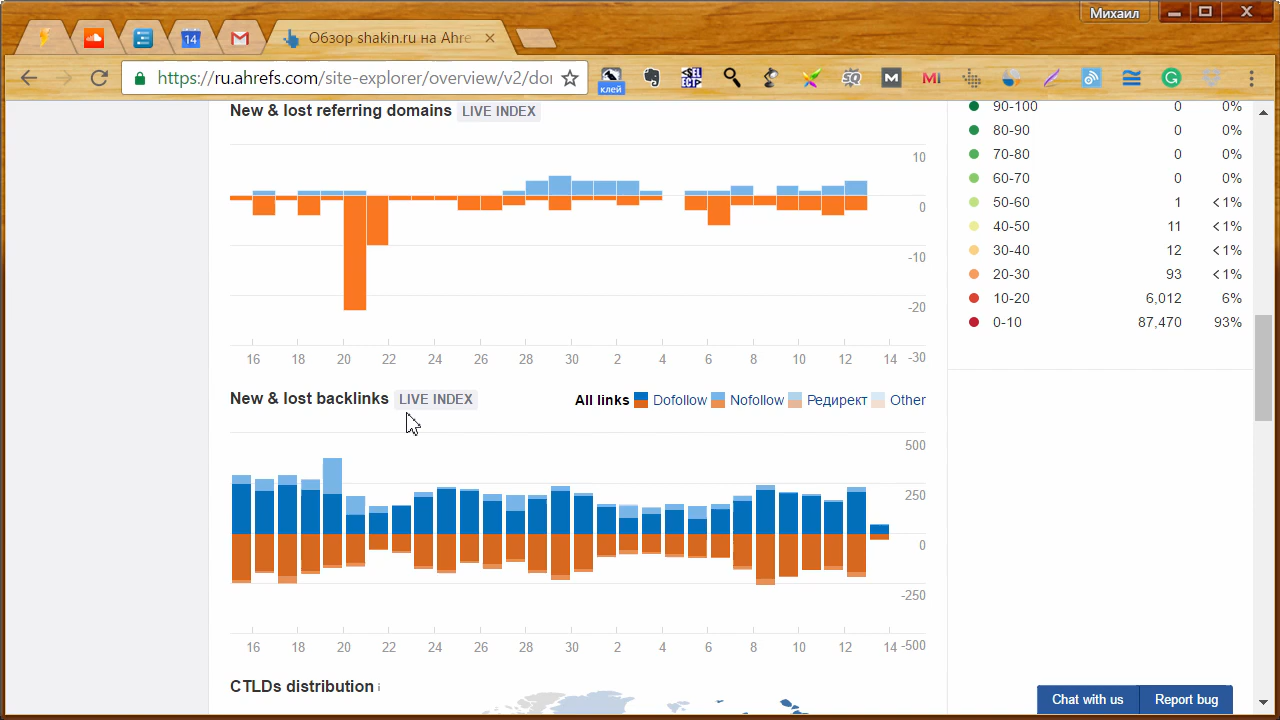 Михаил
14
Обзор shakin.ru на Ahre
https://ru.ahrefs.com/site-explorer/overview/v2/do
клей
SEL
ECT
SQ
M
MI
G
New & lost referring domains LIVE INDEX
10
0
-10
-20
-30
16 18 20 22 24 26 28 30 2 4 6 8 10 12 14
New & lost backlinks LIVE INDEX
All links Dofollow Nofollow Редирект Other
500
250
0
-250
-500
16 18 20 22 24 26 28 30 2 4 6 8 10 12 14
CTLDs distribution i
90-100 0 0%
80-90 0 0%
70-80 0 0%
60-70 0 0%
50-60 1 <1%
40-50 11 <1%
30-40 12 <1%
20-30 93 <1%
10-20 6,012 6%
0-10 87,470 93%
Chat with us
Report bug